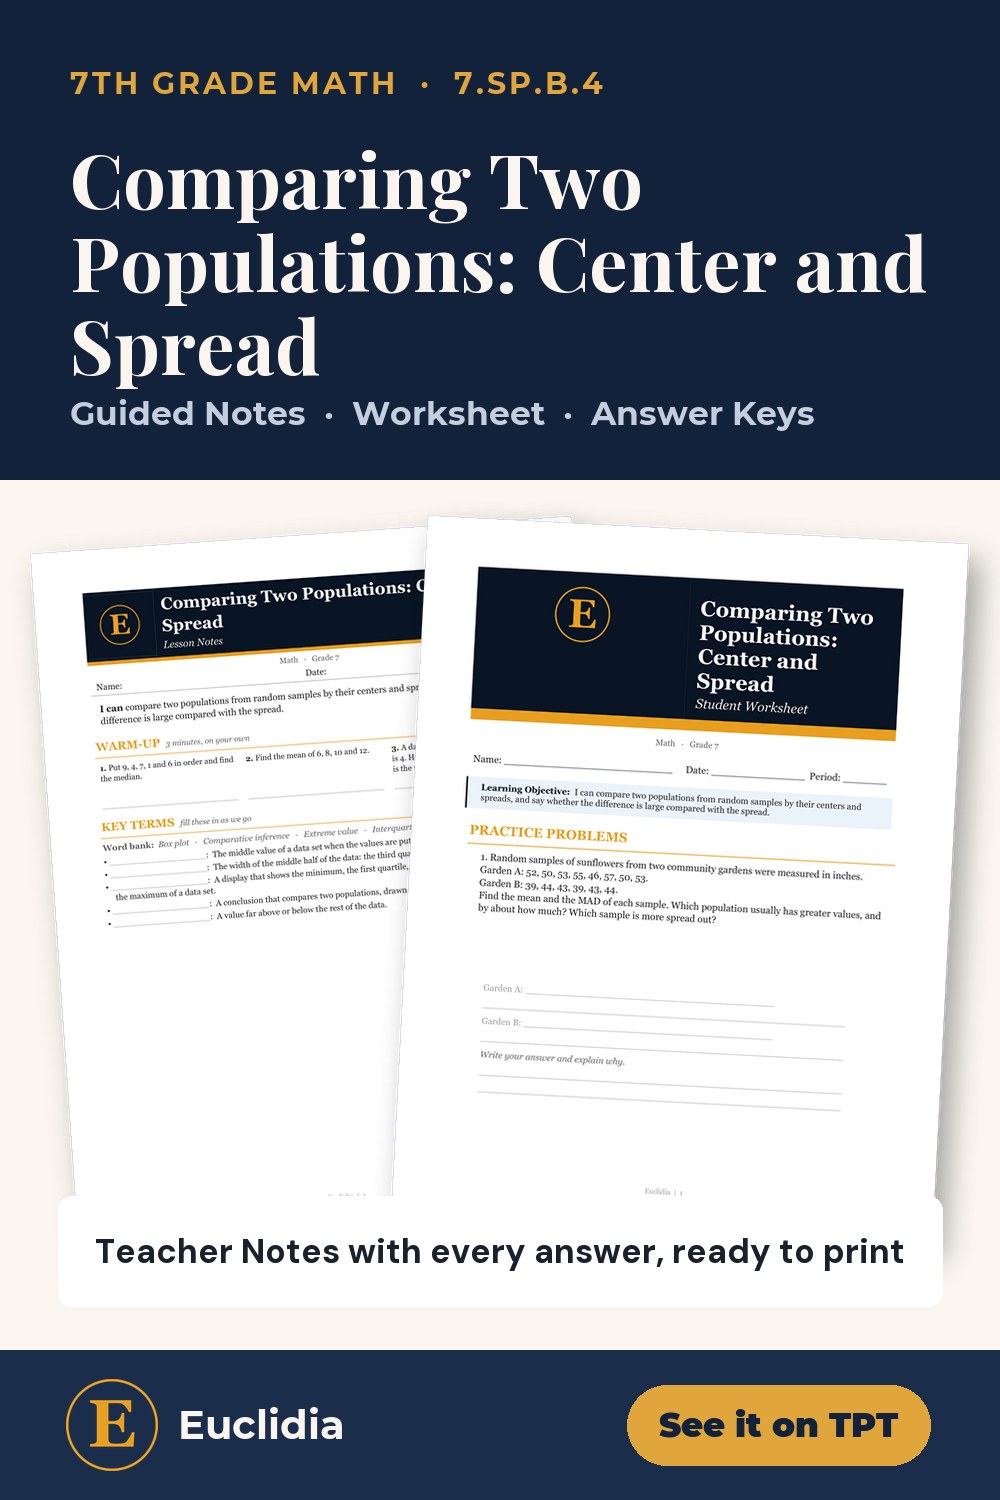 7TH GRADE MATH · 7.SP.B.4
Comparing Two
Populations: Center and
Spread
Guided Notes · Worksheet · Answer Keys
E
Comparing Two Populations: C
Spread
Lesson Notes
Math · Grade 7
Name:
Date:
I can compare two populations from random samples by their centers and spr
difference is large compared with the spread.
WARM-UP 3 minutes, on your own
1. Put 9, 4, 7, 1 and 6 in order and find
the median.
2. Find the mean of 6, 8, 10 and 12.
3. A da
is 4. H
is the
KEY TERMS fill these in as we go
Word bank: Box plot · Comparative inference · Extreme value · Interquart
• : The middle value of a data set when the values are put
• : The width of the middle half of the data: the third qua
• : A display that shows the minimum, the first quartile,
the maximum of a data set.
• : A conclusion that compares two populations, drawn
• : A value far above or below the rest of the data.
E
Comparing Two
Populations:
Center and
Spread
Student Worksheet
Math · Grade 7
Name: Date: Period:
Learning Objective: I can compare two populations from random samples by their centers and
spreads, and say whether the difference is large compared with the spread.
PRACTICE PROBLEMS
1. Random samples of sunflowers from two community gardens were measured in inches.
Garden A: 52, 50, 53, 55, 46, 57, 50, 53.
Garden B: 39, 44, 43, 39, 43, 44.
Find the mean and the MAD of each sample. Which population usually has greater values, and
by about how much? Which sample is more spread out?
Garden A:
Garden B:
Write your answer and explain why.
Euclidia | 1
Teacher Notes with every answer, ready to print
E
Euclidia
See it on TPT